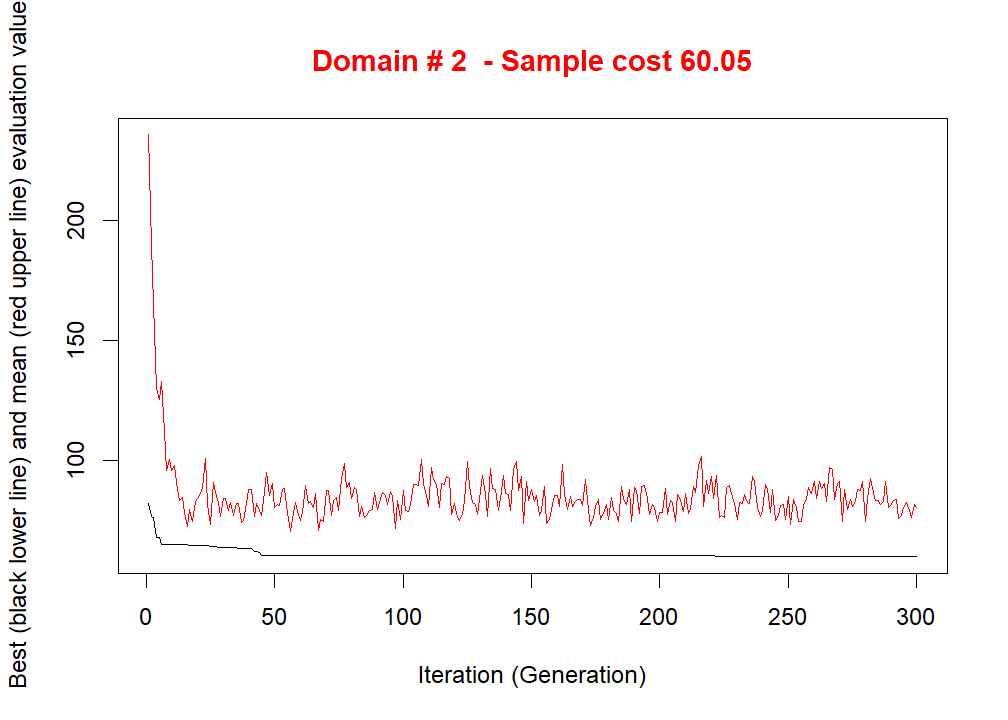 Domain # 2  - Sample cost 60.05
Best (black lower line) and mean (red upper line) evaluation value
200
150
100
0 50 100 150 200 250 300
Iteration (Generation)